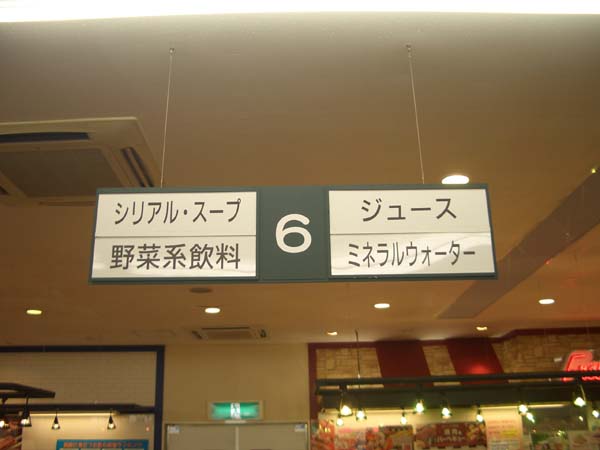 シリアル・スープ
野菜系飲料
6
ジュース
ミネラルウォーター